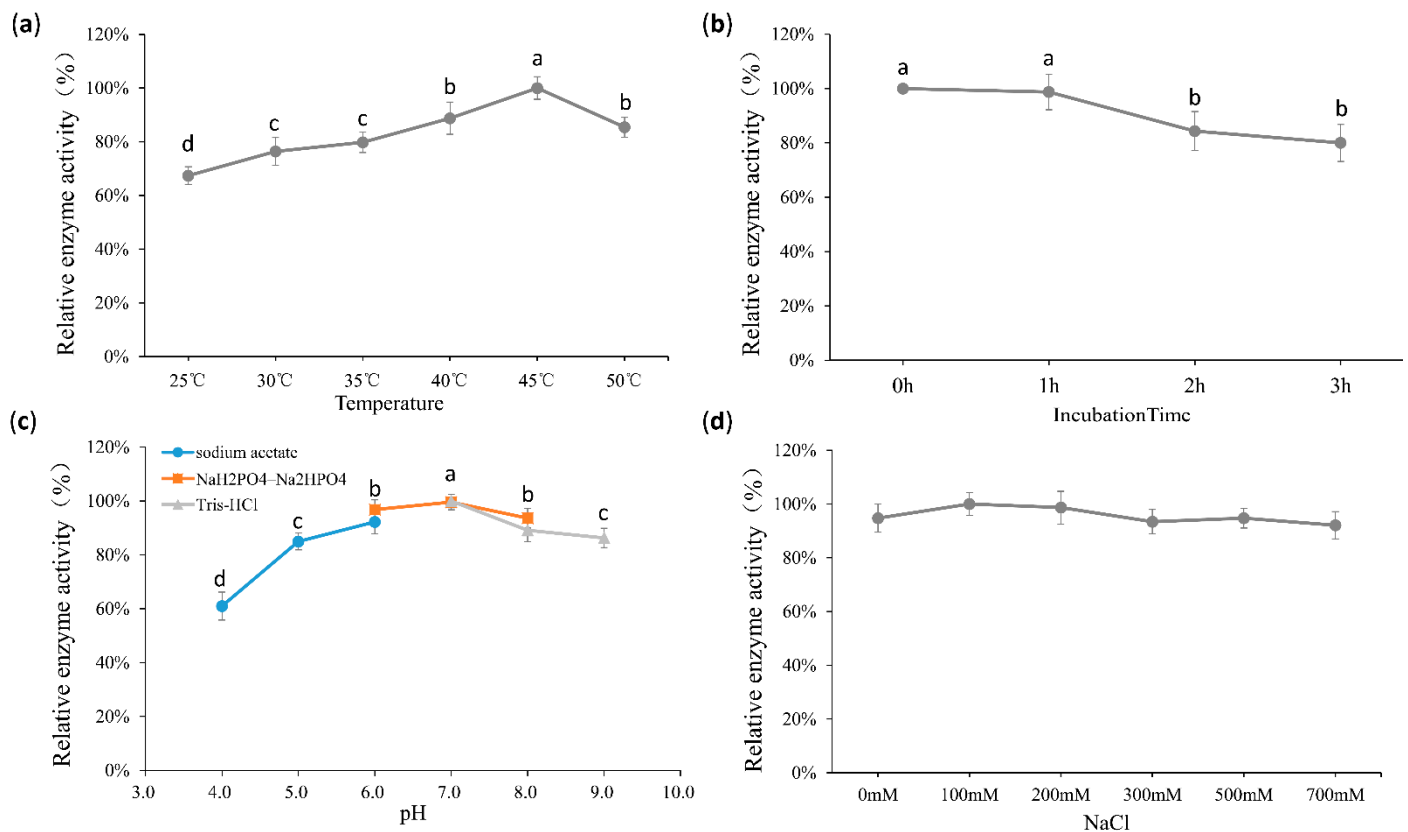 (a)
Relative enzyme activity (%)
120%
100%
80%
60%
40%
20%
0%
d
c
c
b
a
b
25℃ 30℃ 35℃ 40℃ 45℃ 50℃
Temperature
(b)
Relative enzyme activity (%)
120%
100%
80%
60%
40%
20%
0%
a
a
b
b
0h 1h 2h 3h
IncubationTime
(c)
Relative enzyme activity (%)
120%
100%
80%
60%
40%
20%
0%
sodium acetate
NaH2PO4–Na2HPO4
Tris-HCl
d
c
b
a
b
c
3.0 4.0 5.0 6.0 7.0 8.0 9.0 10.0
pH
(d)
Relative enzyme activity (%)
120%
100%
80%
60%
40%
20%
0%
0mM 100mM 200mM 300mM 500mM 700mM
NaCl